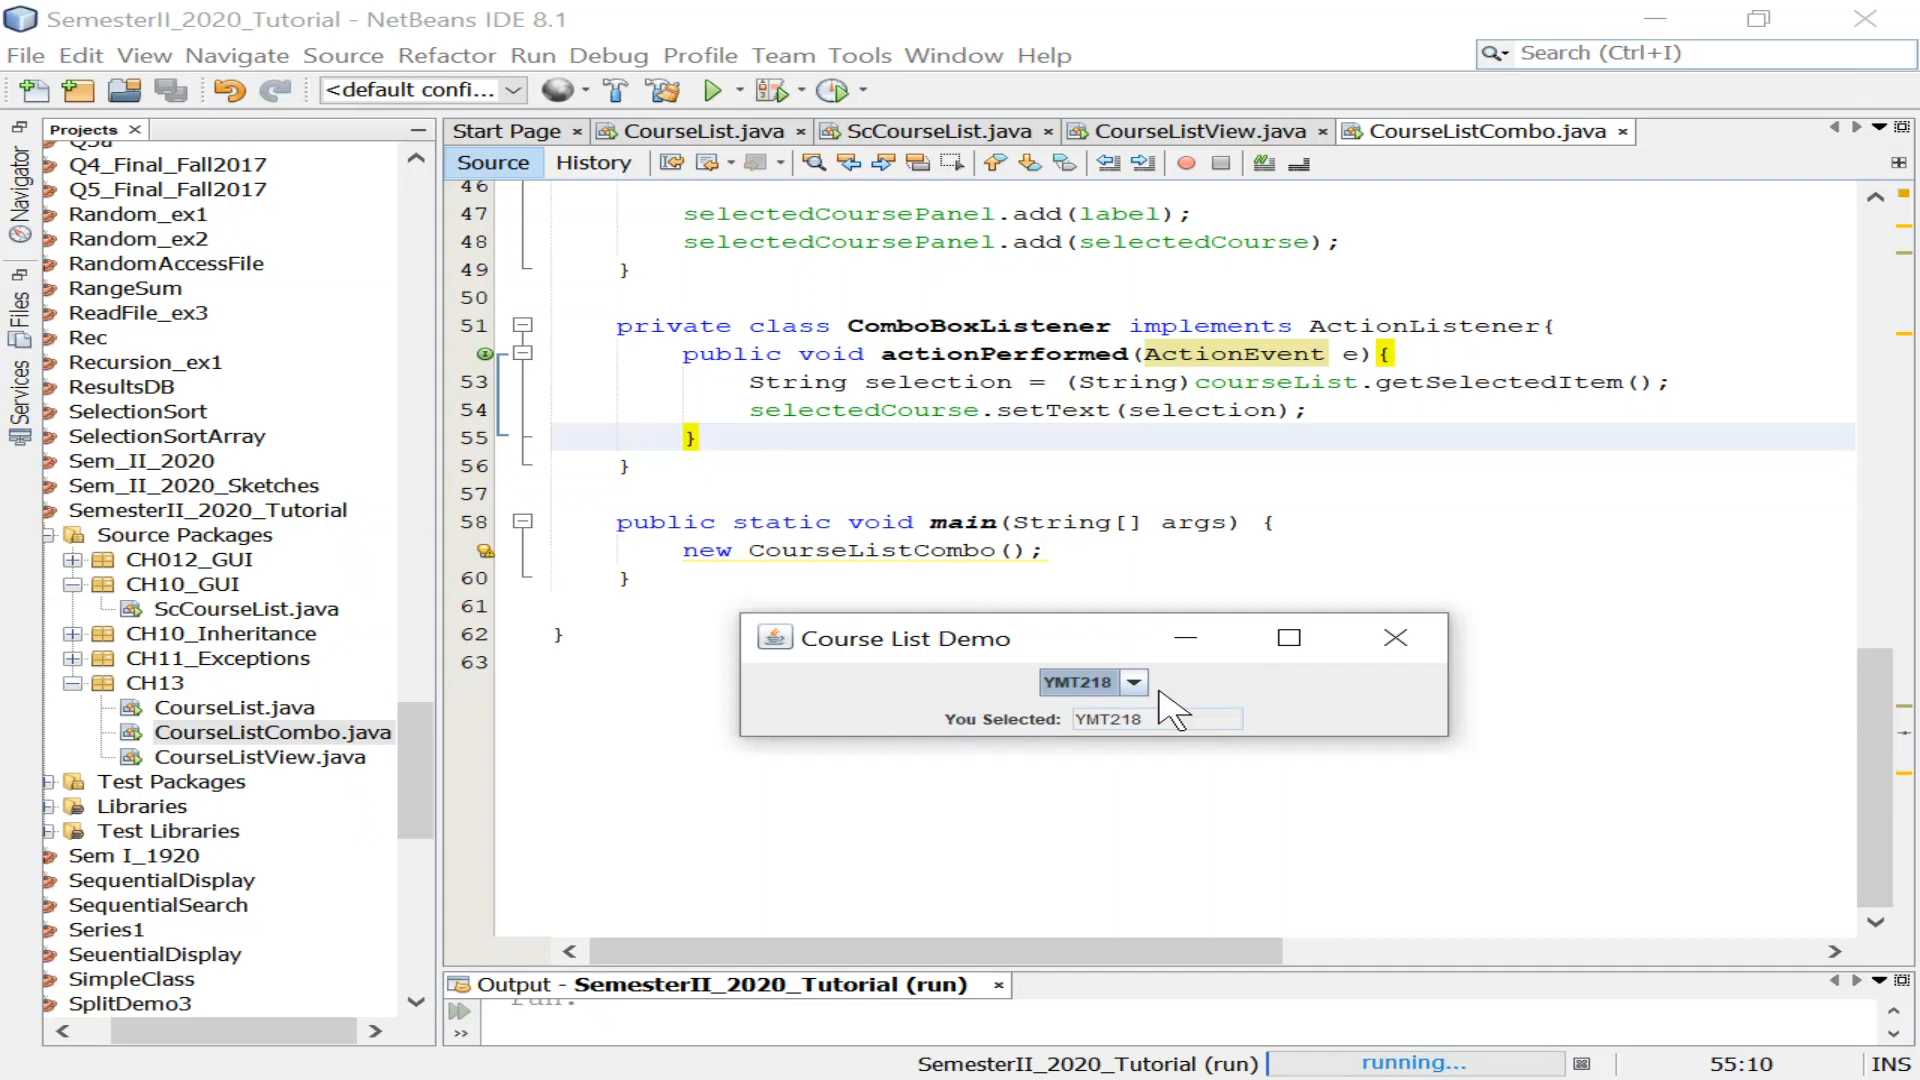 SemesterII_2020_Tutorial - NetBeans IDE 8.1
File Edit View Navigate Source Refactor Run Debug Profile Team Tools Window Help
Search (Ctrl+I)
<default confi...
Projects
Start Page
CourseList.java
ScCourseList.java
CourseListView.java
CourseListCombo.java
Source History
Navigator
Files
Services
Q3a
Q4_Final_Fall2017
Q5_Final_Fall2017
Random_ex1
Random_ex2
RandomAccessFile
RangeSum
ReadFile_ex3
Rec
Recursion_ex1
ResultsDB
SelectionSort
SelectionSortArray
Sem_II_2020
Sem_II_2020_Sketches
SemesterII_2020_Tutorial
Source Packages
CH012_GUI
CH10_GUI
ScCourseList.java
CH10_Inheritance
CH11_Exceptions
CH13
CourseList.java
CourseListCombo.java
CourseListView.java
Test Packages
Libraries
Test Libraries
Sem I_1920
SequentialDisplay
SequentialSearch
Series1
SeuentialDisplay
SimpleClass
SplitDemo3
46
47 selectedCoursePanel.add(label);
48 selectedCoursePanel.add(selectedCourse);
49 }
50
51 private class ComboBoxListener implements ActionListener{
public void actionPerformed(ActionEvent e){
53 String selection = (String)courseList.getSelectedItem();
54 selectedCourse.setText(selection);
55 }
56 }
57
58 public static void main(String[] args) {
new CourseListCombo();
60 }
61
62 }
63
Course List Demo
YMT218
You Selected: YMT218
Output - SemesterII_2020_Tutorial (run)
run:
SemesterII_2020_Tutorial (run) running... 55:10 INS